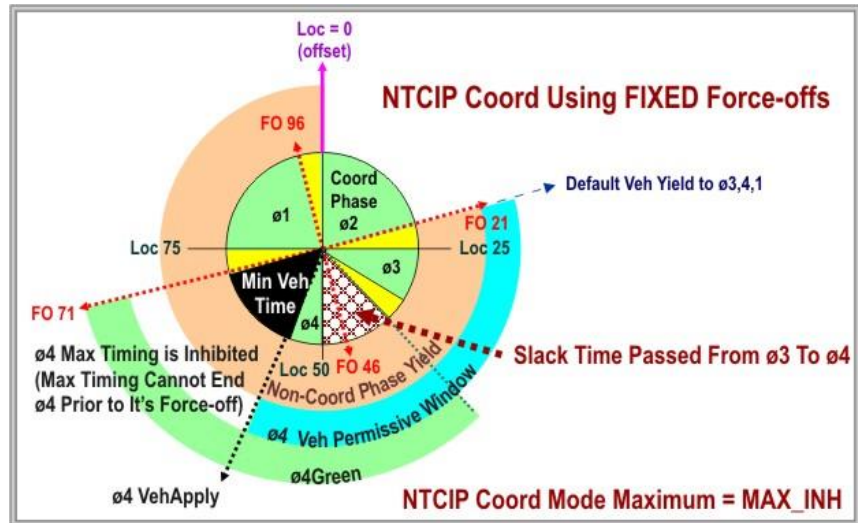 Loc = 0
(offset)
NTCIP Coord Using FIXED Force-offs
FO 96
Coord
Phase
ø2
ø1
Default Veh Yield to ø3,4,1
FO 21
Loc 75
Loc 25
ø3
Min Veh
Time
FO 71
ø4
Slack Time Passed From ø3 To ø4
ø4 Max Timing is Inhibited
(Max Timing Cannot End
ø4 Prior to It's Force-off)
Loc 50
FO 46
Non-Coord Phase Yield
ø4 Veh Permissive Window
ø4Green
ø4 VehApply
NTCIP Coord Mode Maximum = MAX_INH